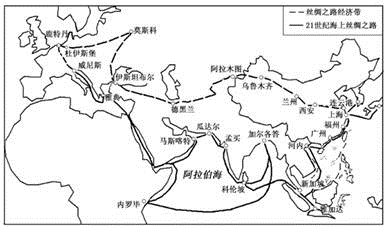 丝绸之路经济带
21世纪海上丝绸之路
鹿特丹
莫斯科
杜伊斯堡
威尼斯
伊斯坦布尔
雅典
阿拉木图
乌鲁木齐
德黑兰
兰州
西安
连云港
上海
福州
广州
河内
瓜达尔
马斯喀特
孟买
加尔各答
阿拉伯海
科伦坡
新加坡
内罗毕
雅加达